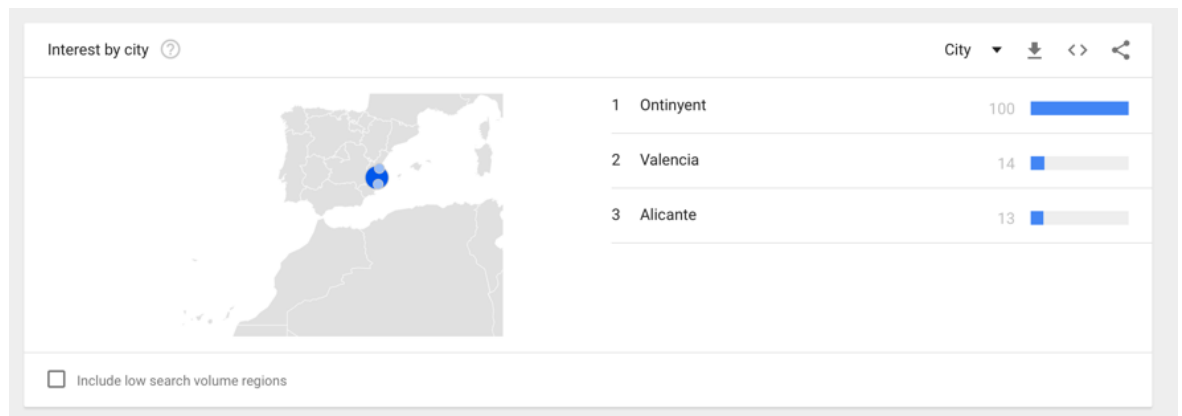 Interest by city ?
City
1 Ontinyent 100
2 Valencia 14
3 Alicante 13
Include low search volume regions